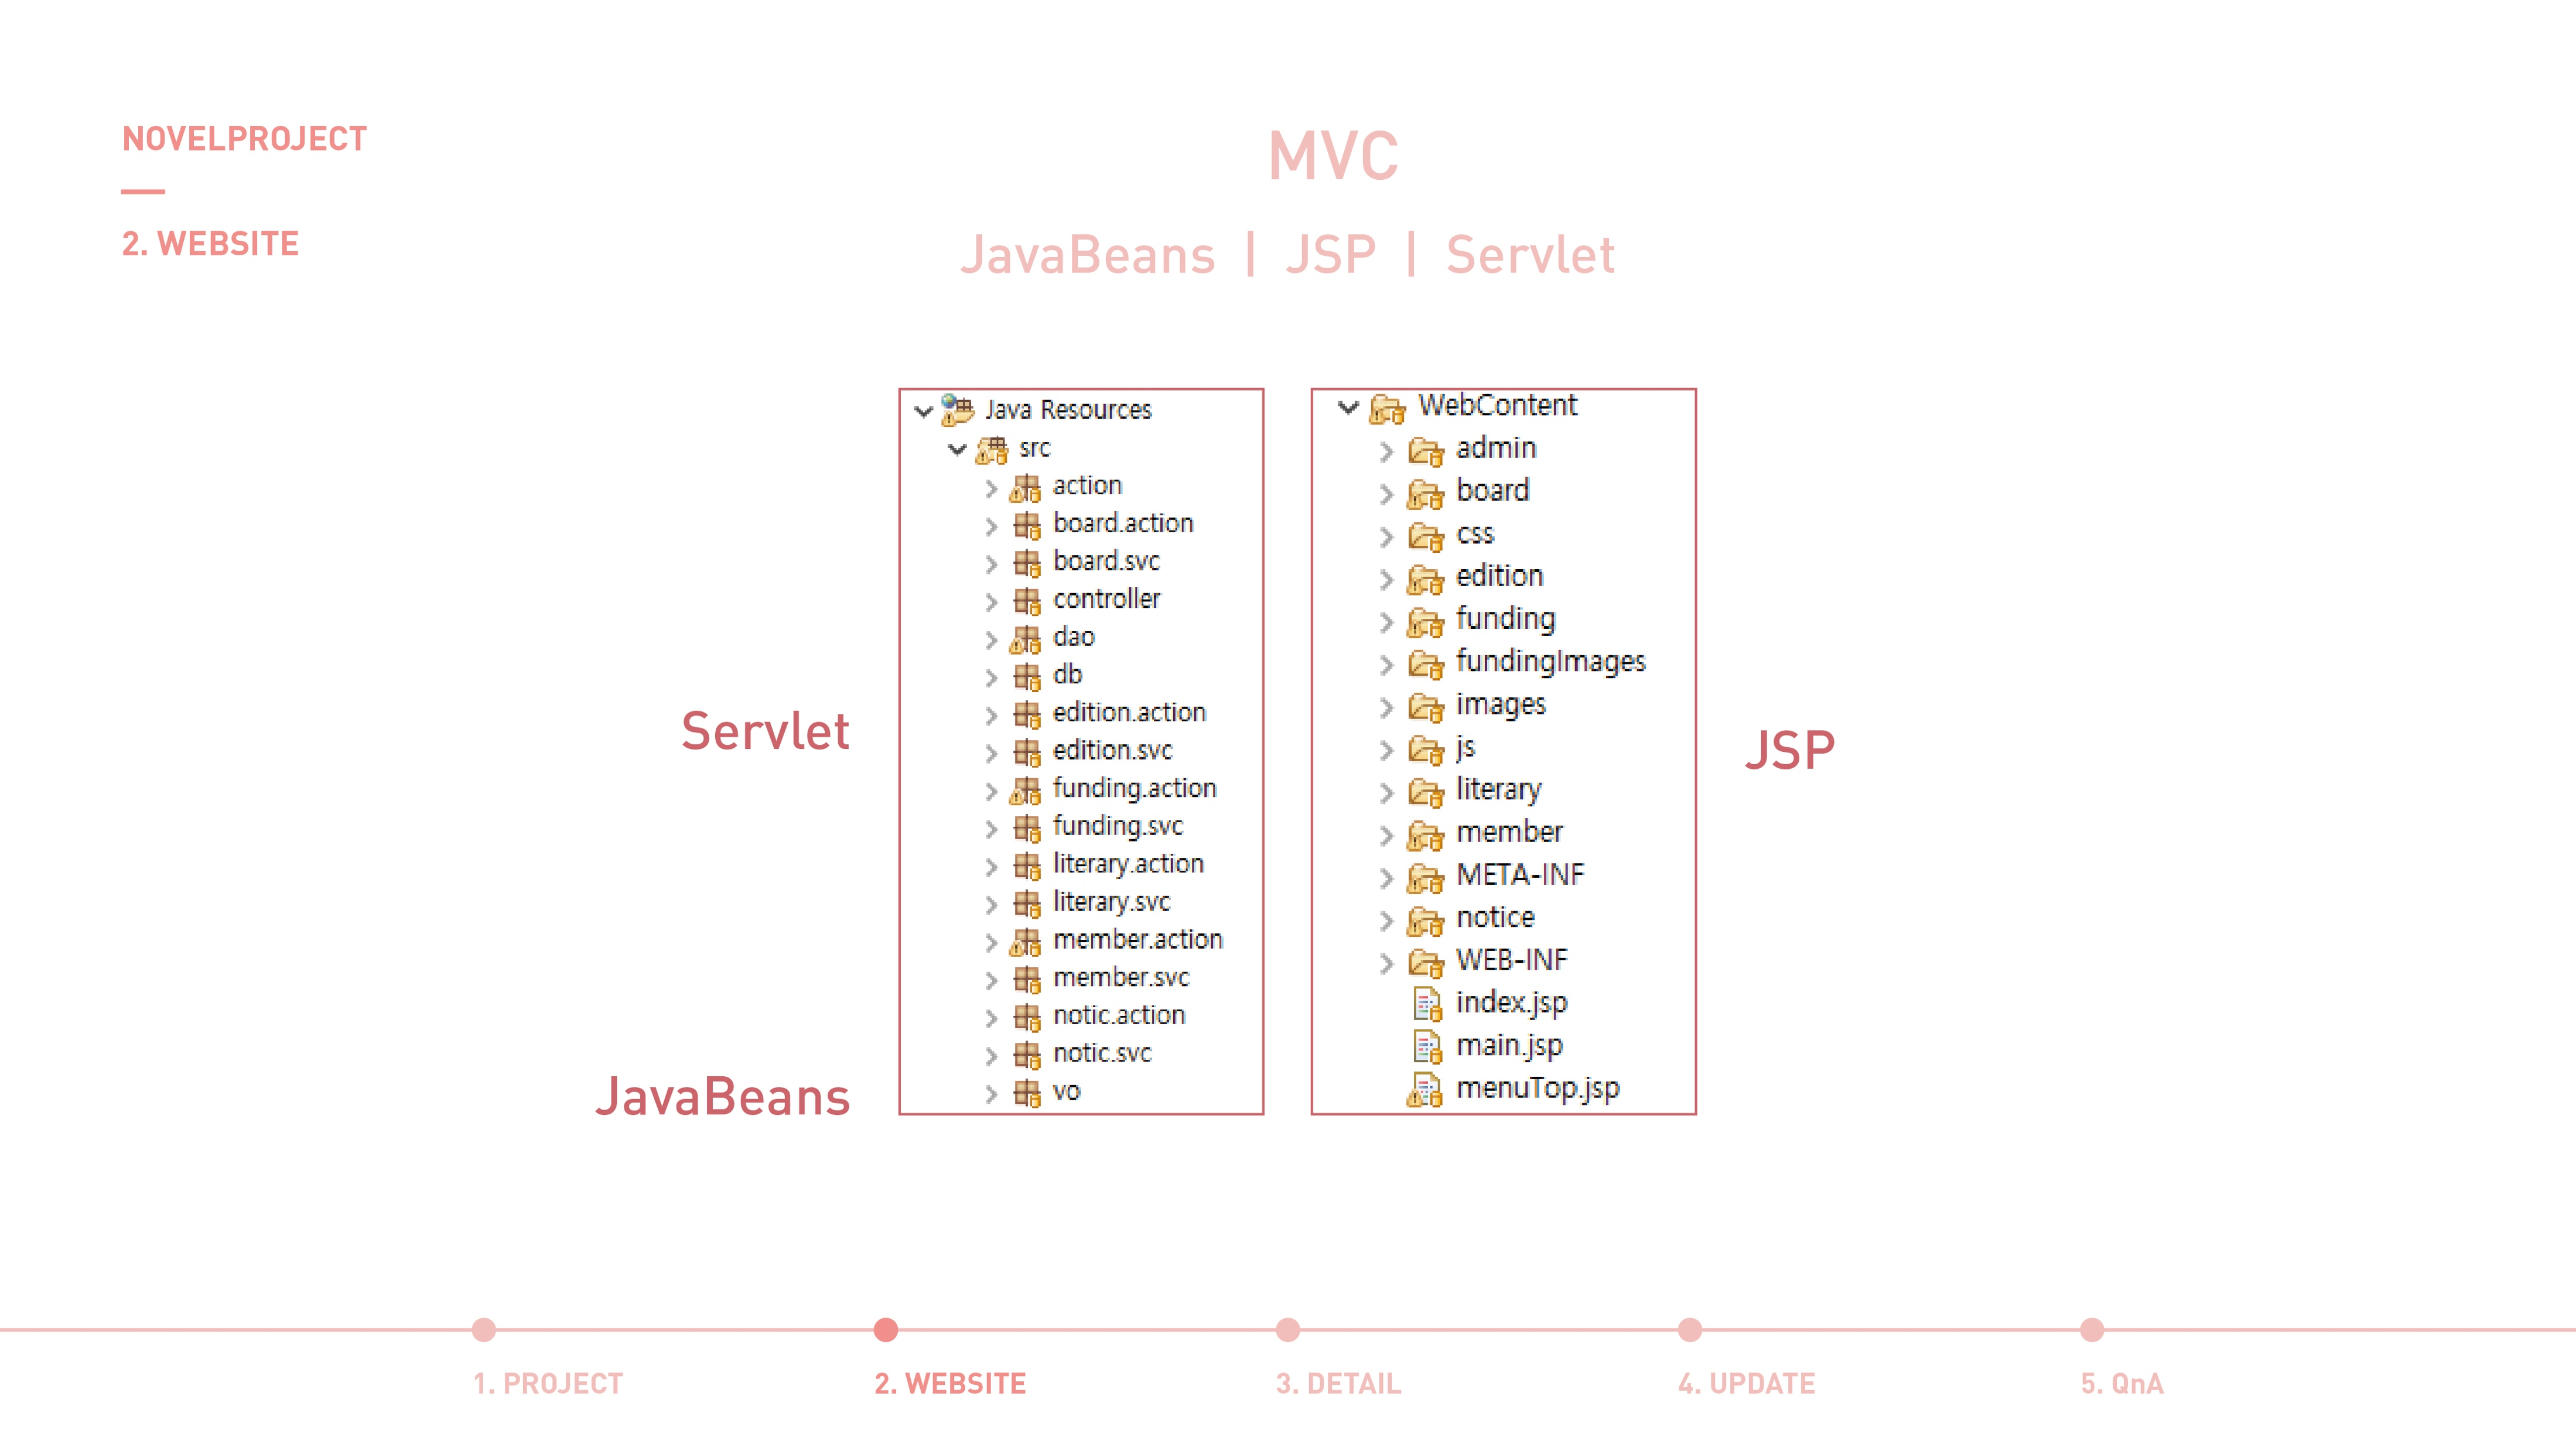 NOVELPROJECT
2. WEBSITE
MVC
JavaBeans | JSP | Servlet
Servlet
JavaBeans
Java Resources
src
action
board.action
board.svc
controller
dao
db
edition.action
edition.svc
funding.action
funding.svc
literary.action
literary.svc
member.action
member.svc
notic.action
notic.svc
vo
WebContent
admin
board
css
edition
funding
fundingImages
images
js
literary
member
META-INF
notice
WEB-INF
index.jsp
main.jsp
menuTop.jsp
JSP
1. PROJECT
2. WEBSITE
3. DETAIL
4. UPDATE
5. QnA